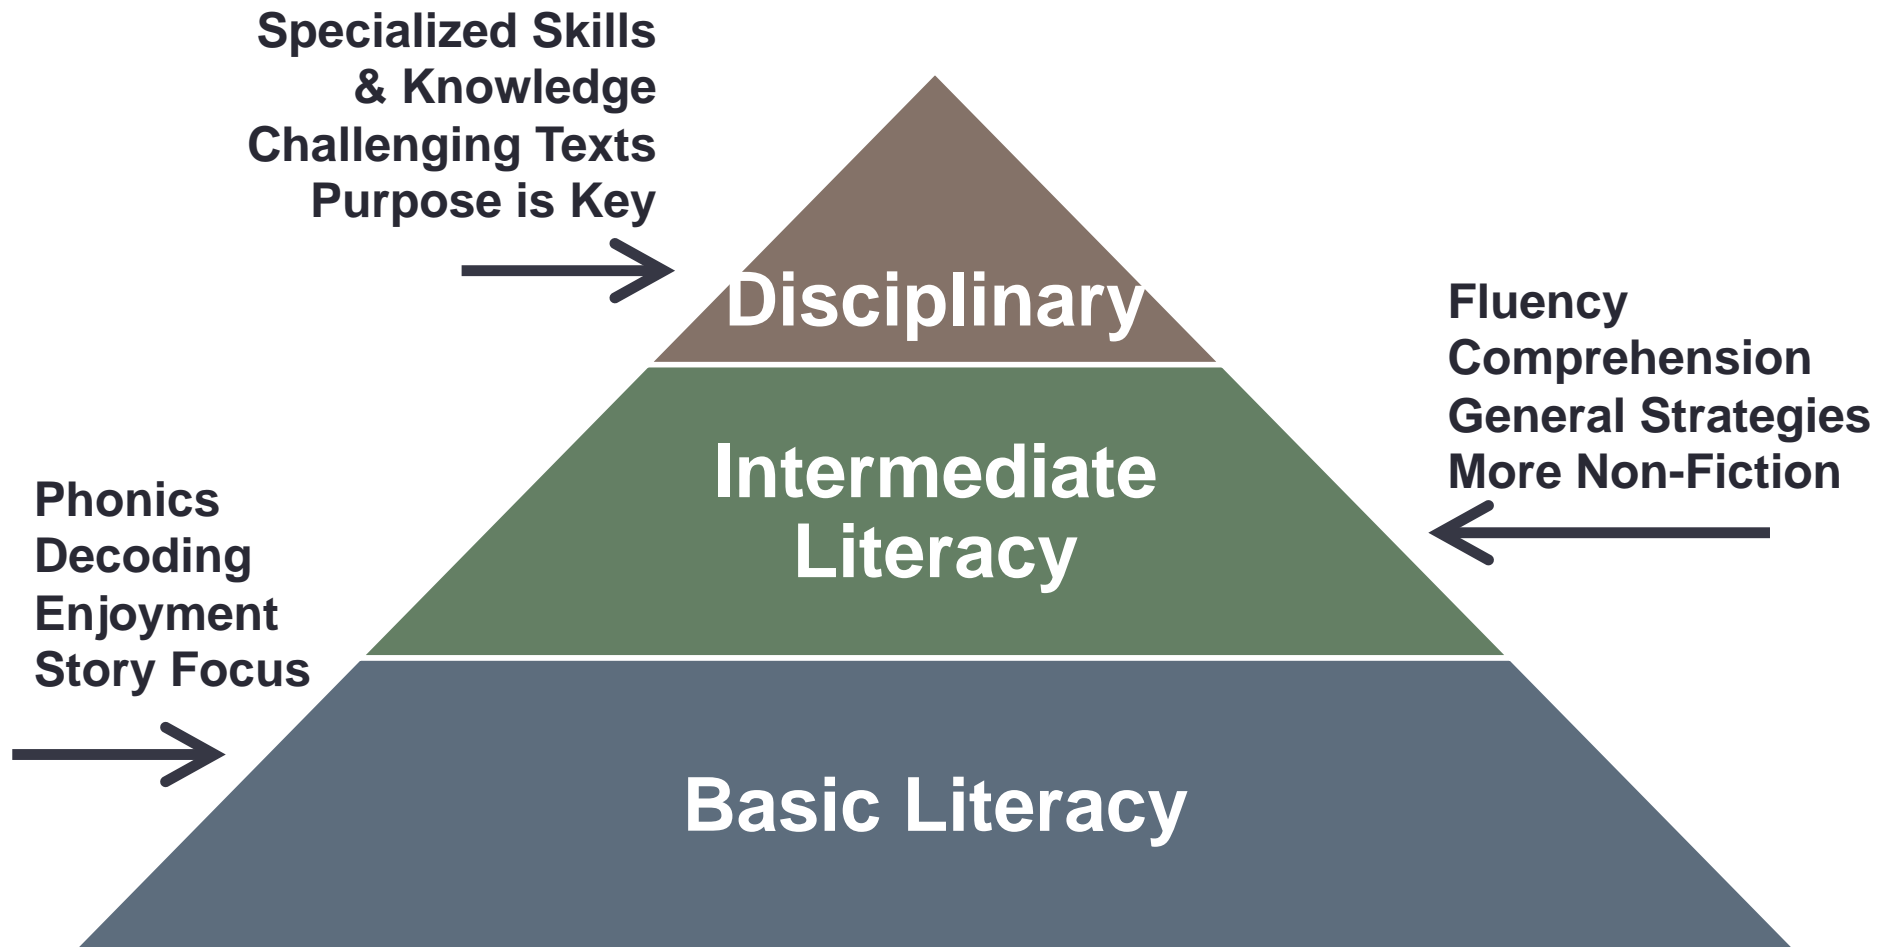 Specialized Skills
& Knowledge
Challenging Texts
Purpose is Key
Disciplinary
Fluency
Comprehension
General Strategies
More Non-Fiction
Intermediate
Literacy
Phonics
Decoding
Enjoyment
Story Focus
Basic Literacy